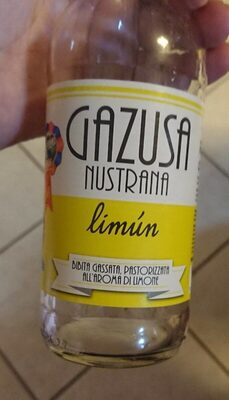 GAZUSA
NUSTRANA
limún
BIBITA GASSATA, PASTORIZZATA
ALL'AROMA DI LIMONE